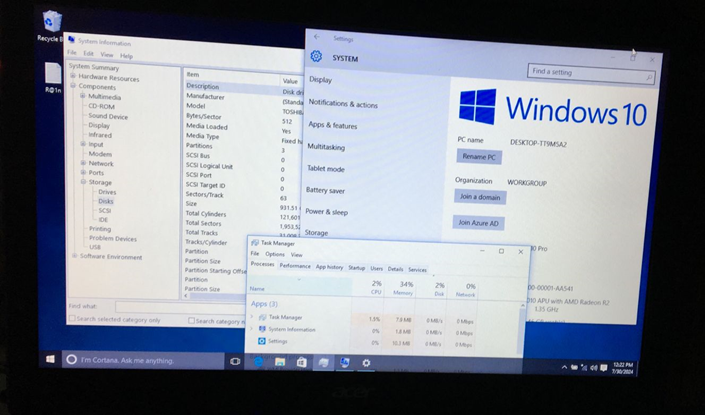 Recycle B
R@1n
System Information
File Edit View Help
System Summary
Hardware Resources
Components
Multimedia
CD-ROM
Sound Device
Display
Infrared
Input
Modem
Network
Ports
Storage
Drives
Disks
SCSI
IDE
Printing
Problem Devices
USB
Software Environment
Item Value
Description Disk dri
Manufacturer (Standa
Model TOSHIB
Bytes/Sector 512
Media Loaded Yes
Media Type Fixed h
Partitions 3
SCSI Bus 0
SCSI Logical Unit 0
SCSI Port 0
SCSI Target ID 0
Sectors/Track 63
Size 931.51
Total Cylinders 121,601
Total Sectors 1,953,5
Total Tracks
Tracks/Cylinder
Partition
Partition Size
Partition Starting Offse
Partition
Partition Size
Partition
Partition Size
Find what:
Search selected category only
Search category n
Settings
SYSTEM
Find a setting
Display
Notifications & actions
Apps & features
Multitasking
Tablet mode
Battery saver
Power & sleep
Storage
Windows 10
PC name DESKTOP-TT9M5A2
Rename PC
Organization WORKGROUP
Join a domain
Join Azure AD
10 Pro
00-00001-AA541
010 APU with AMD Radeon R2
1.35 GHz
Task Manager
File Options View
Processes Performance App history Startup Users Details Services
2% 34% 2% 0%
Name CPU Memory Disk Network
Apps (3)
Task Manager 1.5% 7.9 MB 0 MB/s 0 Mbps
System Information 0% 1.8 MB 0 MB/s 0 Mbps
Settings 0% 10.3 MB 0 MB/s 0 Mbps
I'm Cortana. Ask me anything.
12:22 PM
7/30/2024
acer